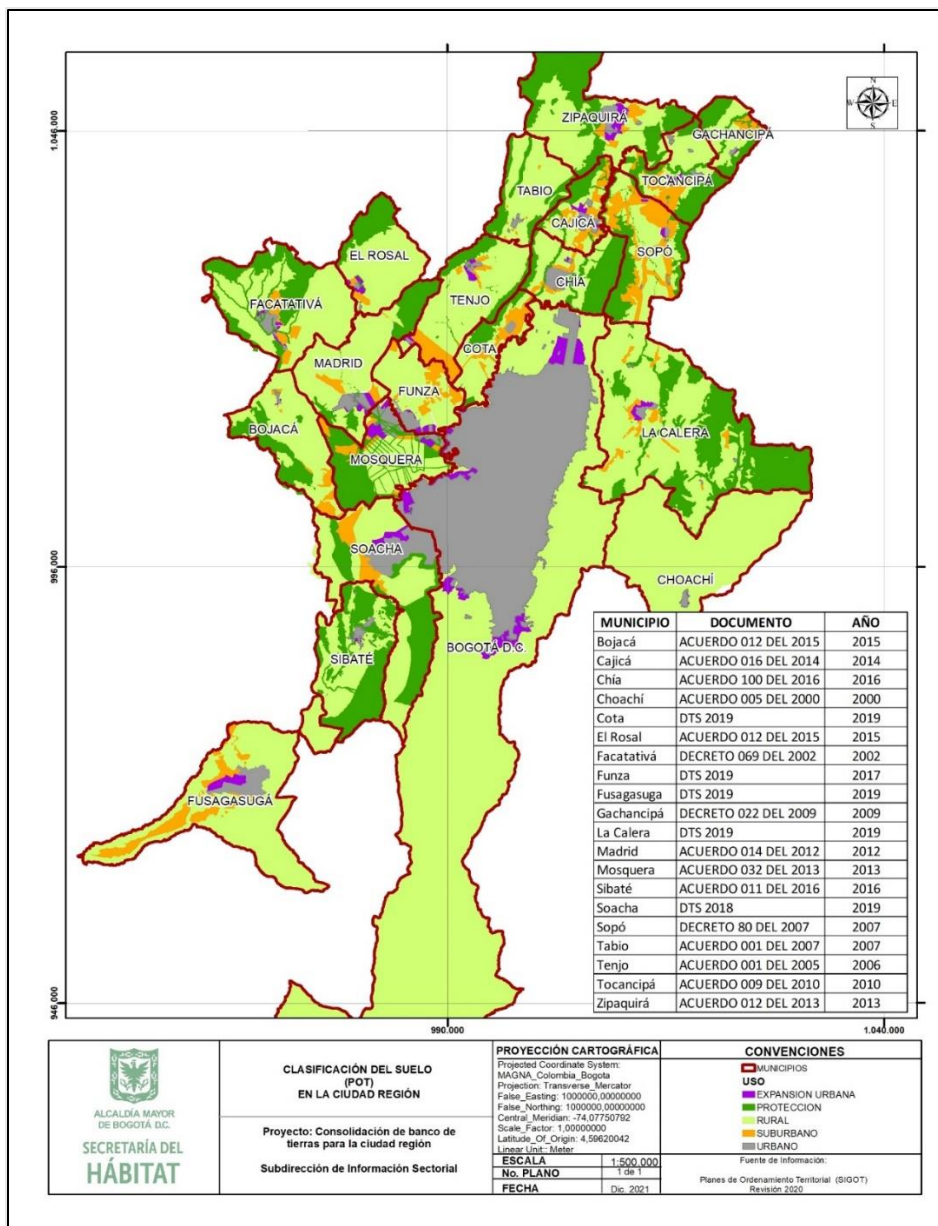 N
W E
S
ZIPAQUIRÁ
GACHANCIPÁ
TOCANCIPÁ
TABIO
CAJICÁ
SOPÓ
EL ROSAL
CHÍA
FACATATIVÁ
TENJO
COTA
MADRID
FUNZA
LA CALERA
BOJACÁ
MOSQUERA
SOACHA
CHOACHÍ
BOGOTÁ D.C.
SIBATÉ
FUSAGASUGÁ
1.046.000
996.000
946.000
990.000
1.040.000
MUNICIPIO DOCUMENTO AÑO
Bojacá ACUERDO 012 DEL 2015 2015
Cajicá ACUERDO 016 DEL 2014 2014
Chía ACUERDO 100 DEL 2016 2016
Choachí ACUERDO 005 DEL 2000 2000
Cota DTS 2019 2019
El Rosal ACUERDO 012 DEL 2015 2015
Facatativá DECRETO 069 DEL 2002 2002
Funza DTS 2019 2017
Fusagasuga DTS 2019 2019
Gachancipá DECRETO 022 DEL 2009 2009
La Calera DTS 2019 2019
Madrid ACUERDO 014 DEL 2012 2012
Mosquera ACUERDO 032 DEL 2013 2013
Sibaté ACUERDO 011 DEL 2016 2016
Soacha DTS 2018 2019
Sopó DECRETO 80 DEL 2007 2007
Tabio ACUERDO 001 DEL 2007 2007
Tenjo ACUERDO 001 DEL 2005 2006
Tocancipá ACUERDO 009 DEL 2010 2010
Zipaquirá ACUERDO 012 DEL 2013 2013
ALCALDÍA MAYOR
DE BOGOTÁ D.C.
SECRETARÍA DEL
HÁBITAT
CLASIFICACIÓN DEL SUELO
(POT)
EN LA CIUDAD REGIÓN
Proyecto: Consolidación de banco de
tierras para la ciudad región
Subdirección de Información Sectorial
PROYECCIÓN CARTOGRÁFICA
Projected Coordinate System:
MAGNA_Colombia_Bogota
Projection: Transverse_Mercator
False_Easting: 1000000,00000000
False_Northing: 1000000,00000000
Central_Meridian: -74,07750792
Scale_Factor: 1,00000000
Latitude_Of_Origin: 4,59620042
Linear Unit: Meter
ESCALA 1:500.000
No. PLANO 1 de 1
FECHA Dic. 2021
CONVENCIONES
MUNICIPIOS
USO
EXPANSION URBANA
PROTECCION
RURAL
SUBURBANO
URBANO
Fuente de Información:
Planes de Ordenamiento Territorial (SIGOT)
Revisión 2020